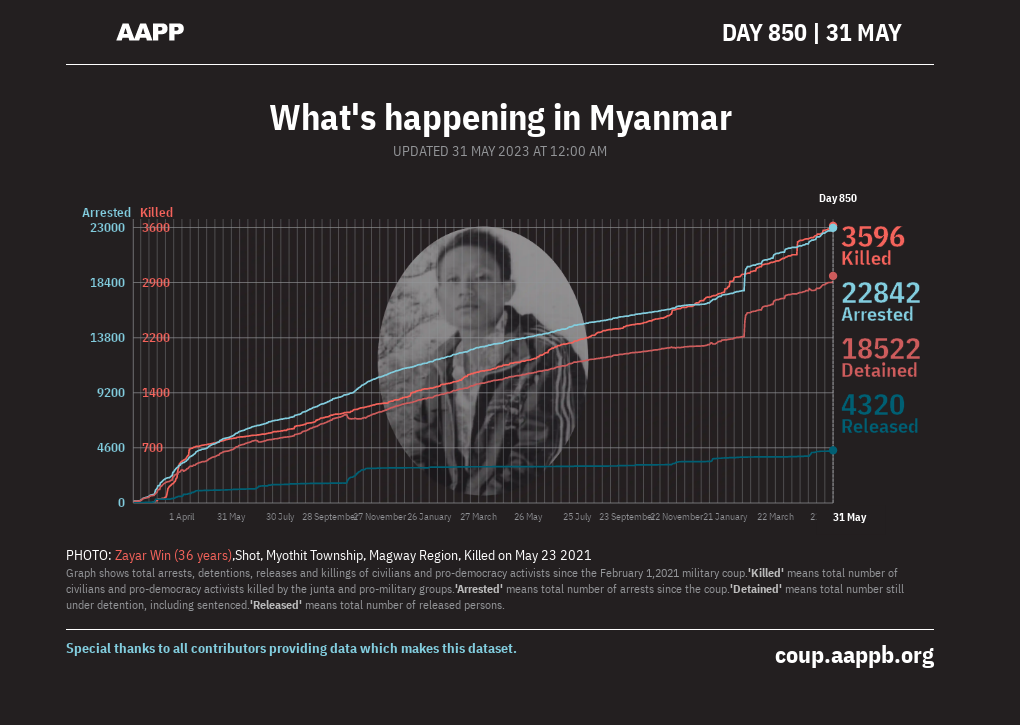 AAPP
DAY 850 | 31 MAY
What's happening in Myanmar
UPDATED 31 MAY 2023 AT 12:00 AM
Day 850
Arrested Killed
23000 3600
18400 2900
13800 2200
9200 1400
4600 700
0
3596
Killed
22842
Arrested
18522
Detained
4320
Released
1 April 31 May 30 July 28 September 27 November 26 January 27 March 26 May 25 July 23 September 22 November 21 January 22 March 31 May
PHOTO: Zayar Win (36 years),Shot, Myothit Township, Magway Region, Killed on May 23 2021
Graph shows total arrests, detentions, releases and killings of civilians and pro-democracy activists since the February 1,2021 military coup.'Killed' means total number of
civilians and pro-democracy activists killed by the junta and pro-military groups.'Arrested' means total number of arrests since the coup.'Detained' means total number still
under detention, including sentenced.'Released' means total number of released persons.
Special thanks to all contributors providing data which makes this dataset.
coup.aappb.org